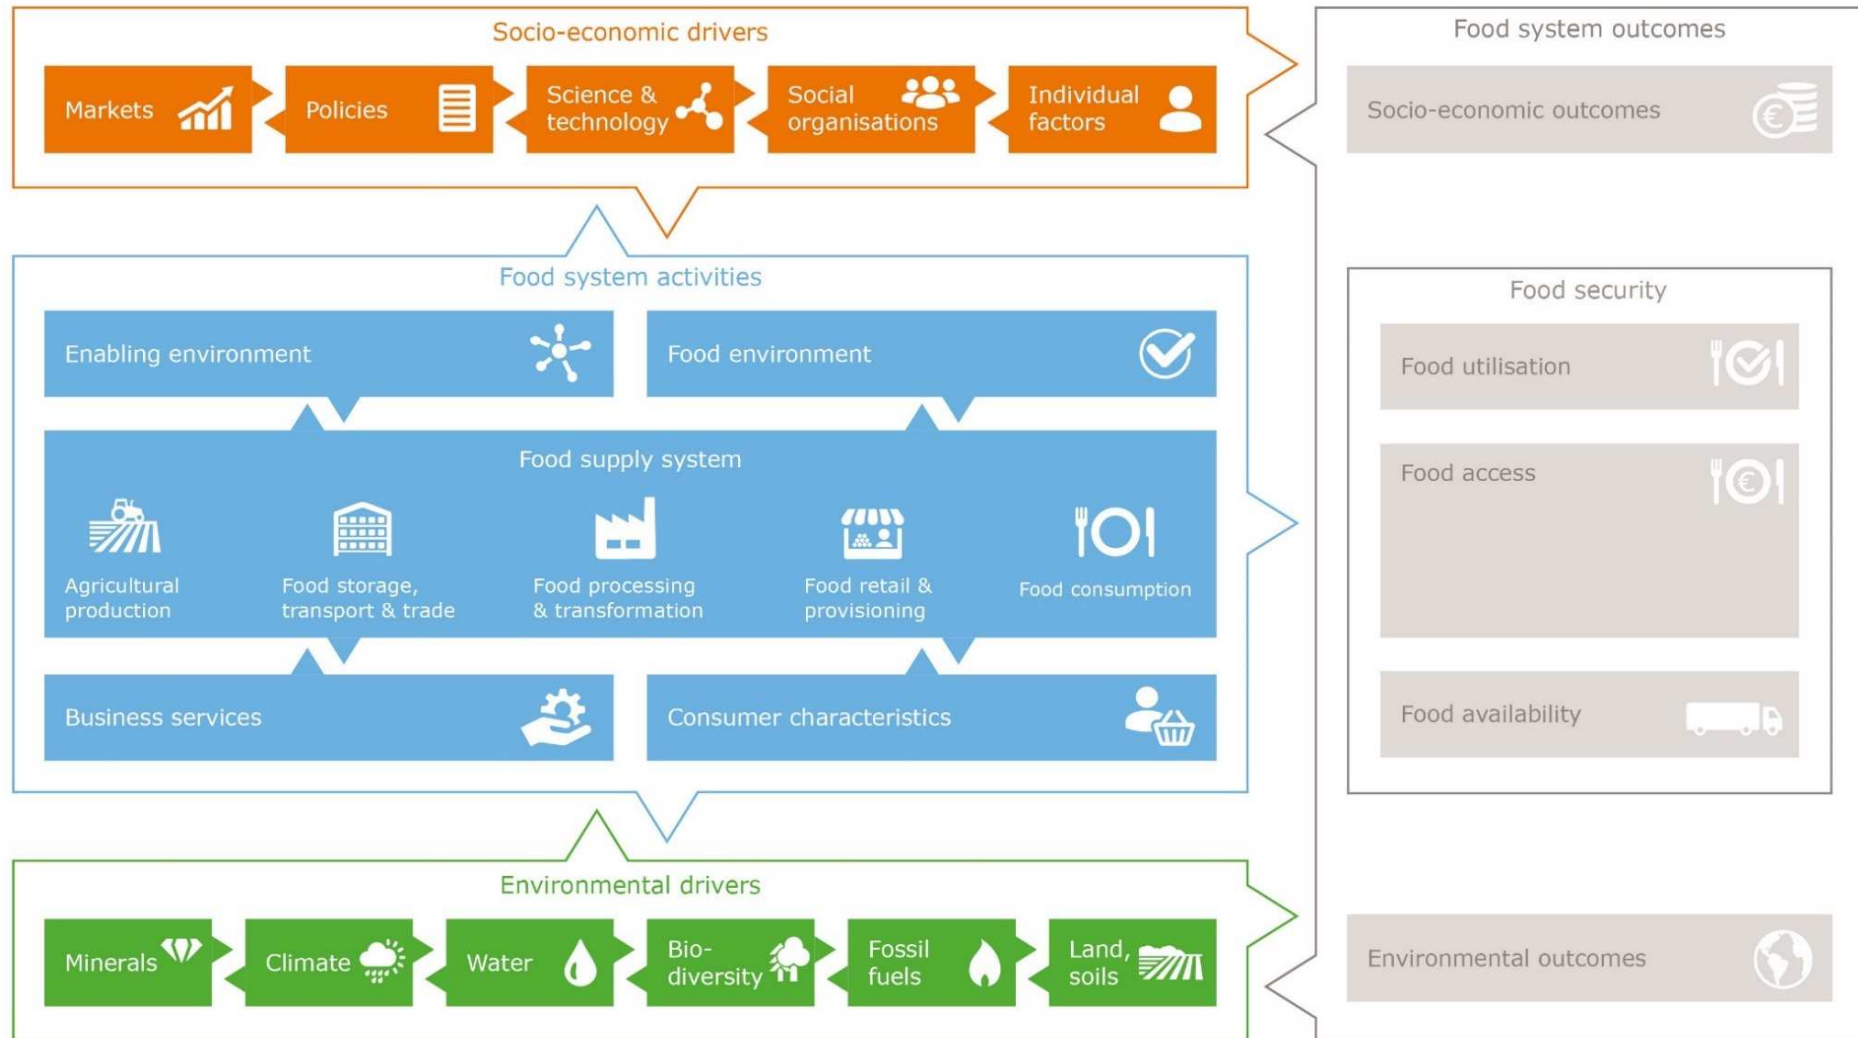 Socio-economic drivers
Markets
Policies
Science &
technology
Social
organisations
Individual
factors
Food system activities
Enabling environment
Food environment
Food supply system
Agricultural
production
Food storage,
transport & trade
Food processing
& transformation
Food retail &
provisioning
Food consumption
Business services
Consumer characteristics
Environmental drivers
Minerals
Climate
Water
Bio-
diversity
Fossil
fuels
Land,
soils
Food system outcomes
Socio-economic outcomes
€
Food security
Food utilisation
Food access
€
Food availability
Environmental outcomes